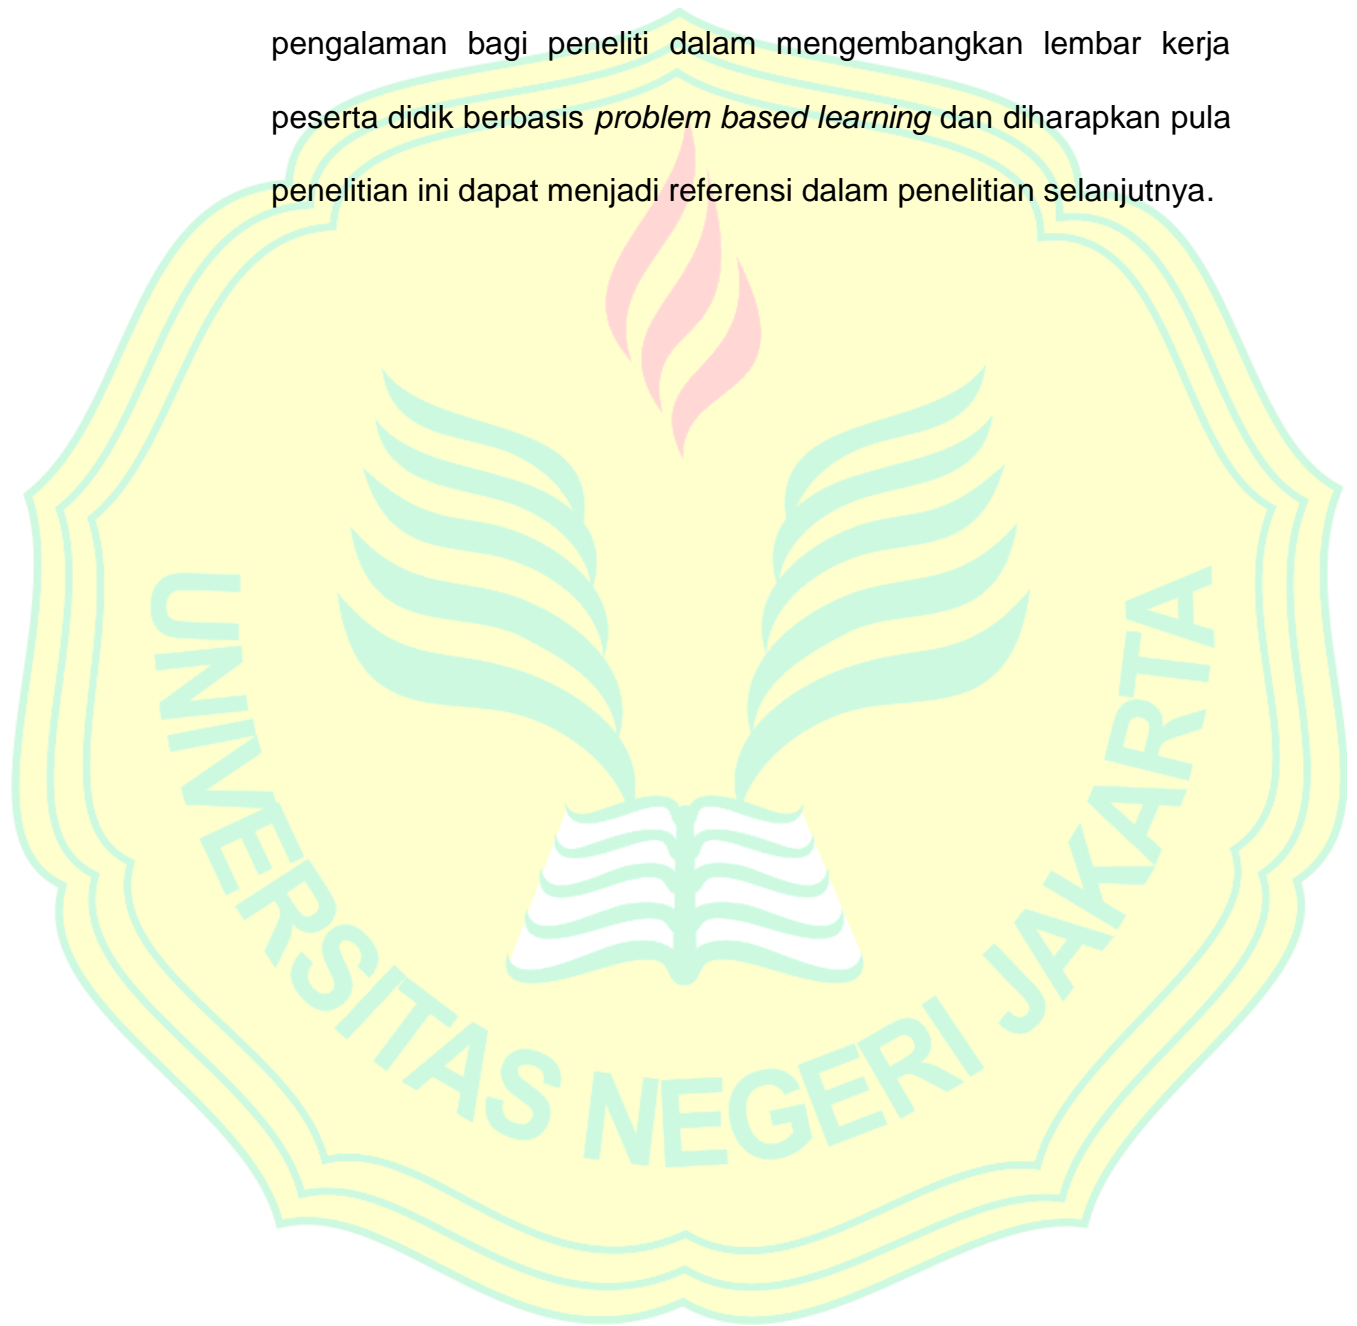 pengalaman bagi peneliti dalam mengembangkan lembar kerja
peserta didik berbasis problem based learning dan diharapkan pula
penelitian ini dapat menjadi referensi dalam penelitian selanjutnya.
UNIVERSITAS NEGERI JAKARTA